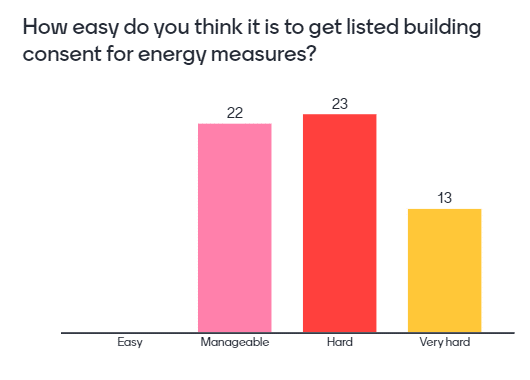 How easy do you think it is to get listed building
consent for energy measures?
22
23
13
Easy
Manageable
Hard
Very hard